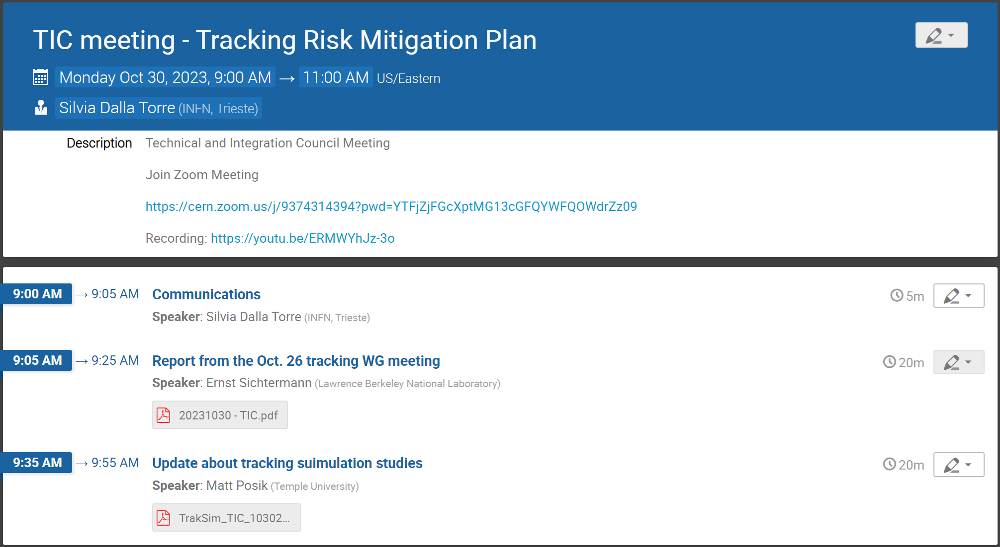 TIC meeting - Tracking Risk Mitigation Plan
Monday Oct 30, 2023, 9:00 AM → 11:00 AM US/Eastern
Silvia Dalla Torre (INFN, Trieste)
Description Technical and Integration Council Meeting
Join Zoom Meeting
https://cern.zoom.us/j/9374314394?pwd=YTFjZjFGcXptMG13cGFQYWFQOWdrZz09
Recording: https://youtu.be/ERMWYhJz-3o
9:00 AM → 9:05 AM Communications 5m
Speaker: Silvia Dalla Torre (INFN, Trieste)
9:05 AM → 9:25 AM Report from the Oct. 26 tracking WG meeting 20m
Speaker: Ernst Sichtermann (Lawrence Berkeley National Laboratory)
20231030 - TIC.pdf
9:35 AM → 9:55 AM Update about tracking suimulation studies 20m
Speaker: Matt Posik (Temple University)
TrakSim_TIC_10302...